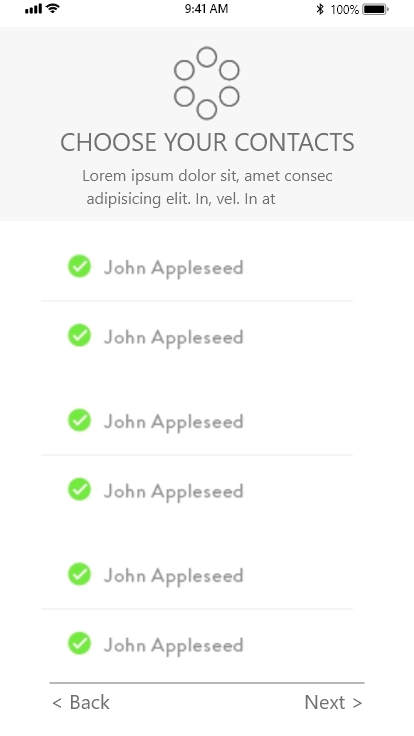 9:41 AM 100%
CHOOSE YOUR CONTACTS
Lorem ipsum dolor sit, amet consec
adipisicing elit. In, vel. In at
John Appleseed
John Appleseed
John Appleseed
John Appleseed
John Appleseed
John Appleseed
< Back Next >